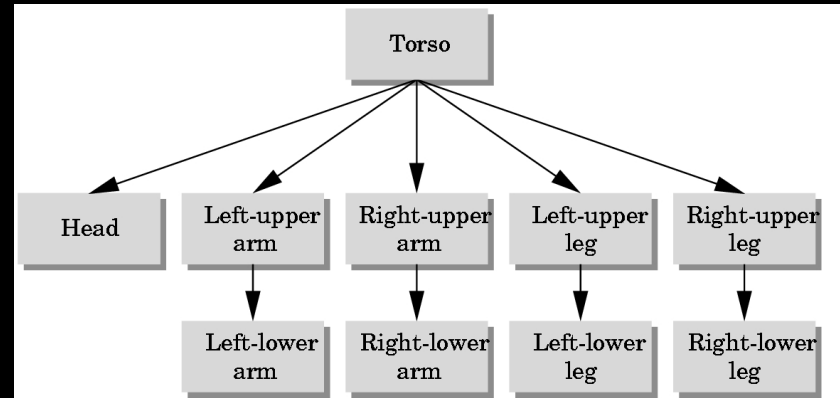 Torso
Head
Left-upper
arm
Right-upper
arm
Left-upper
leg
Right-upper
leg
Left-lower
arm
Right-lower
arm
Left-lower
leg
Right-lower
leg